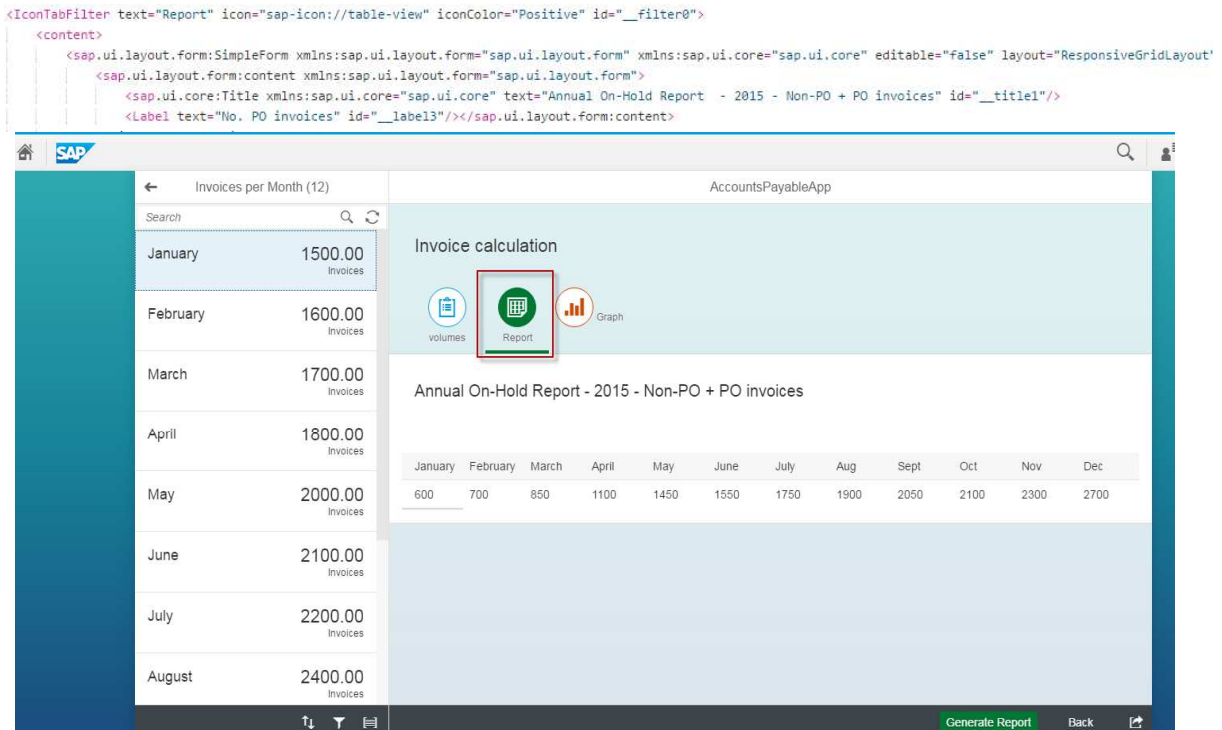 <IconTabFilter text="Report" icon="sap-icon://table-view" iconColor="Positive" id="__filter0">
<content>
<sap.ui.layout.form:SimpleForm xmlns:sap.ui.layout.form="sap.ui.layout.form" xmlns:sap.ui.core="sap.ui.core" editable="false" layout="ResponsiveGridLayout"
<sap.ui.layout.form:content xmlns:sap.ui.layout.form="sap.ui.layout.form">
<sap.ui.core:Title xmlns:sap.ui.core="sap.ui.core" text="Annual On-Hold Report  - 2015 - Non-PO + PO invoices" id="__title1"/>
<Label text="No. PO invoices" id="__label3"/></sap.ui.layout.form:content>
SAP
Invoices per Month (12)
AccountsPayableApp
Search
January 1500.00
Invoices
February 1600.00
Invoices
March 1700.00
Invoices
April 1800.00
Invoices
May 2000.00
Invoices
June 2100.00
Invoices
July 2200.00
Invoices
August 2400.00
Invoices
Invoice calculation
volumes Report Graph
Annual On-Hold Report - 2015 - Non-PO + PO invoices
January February March April May June July Aug Sept Oct Nov Dec
600 700 850 1100 1450 1550 1750 1900 2050 2100 2300 2700
Generate Report Back